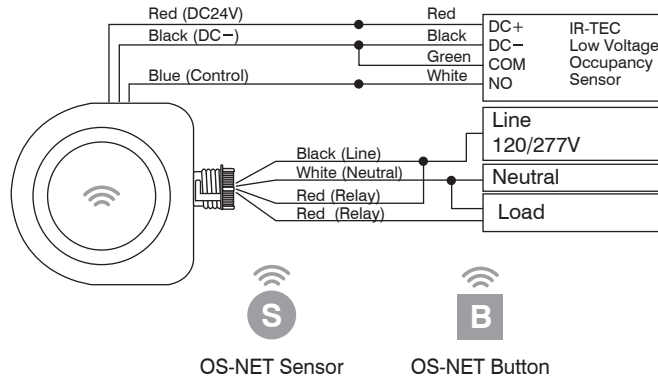 Red (DC24V) Red
Black (DC−) Black
Green
Blue (Control) White
DC+
DC−
COM
NO
IR-TEC
Low Voltage
Occupancy
Sensor
Line
120/277V
Black (Line)
White (Neutral)
Neutral
Red (Relay)
Red (Relay)
Load
S
B
OS-NET Sensor
OS-NET Button